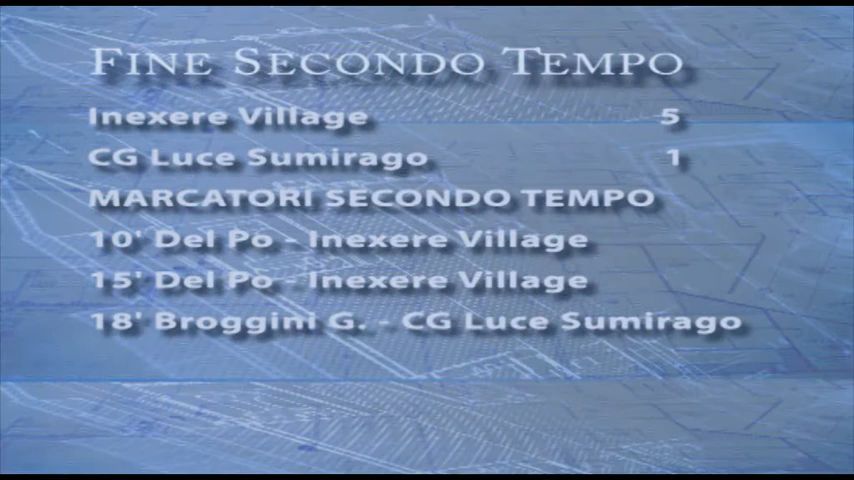 FINE SECONDO TEMPO
Inexere Village 5
CG Luce Sumirago 1
MARCATORI SECONDO TEMPO
10' Del Po - Inexere Village
15' Del Po - Inexere Village
18' Broggini G. - CG Luce Sumirago